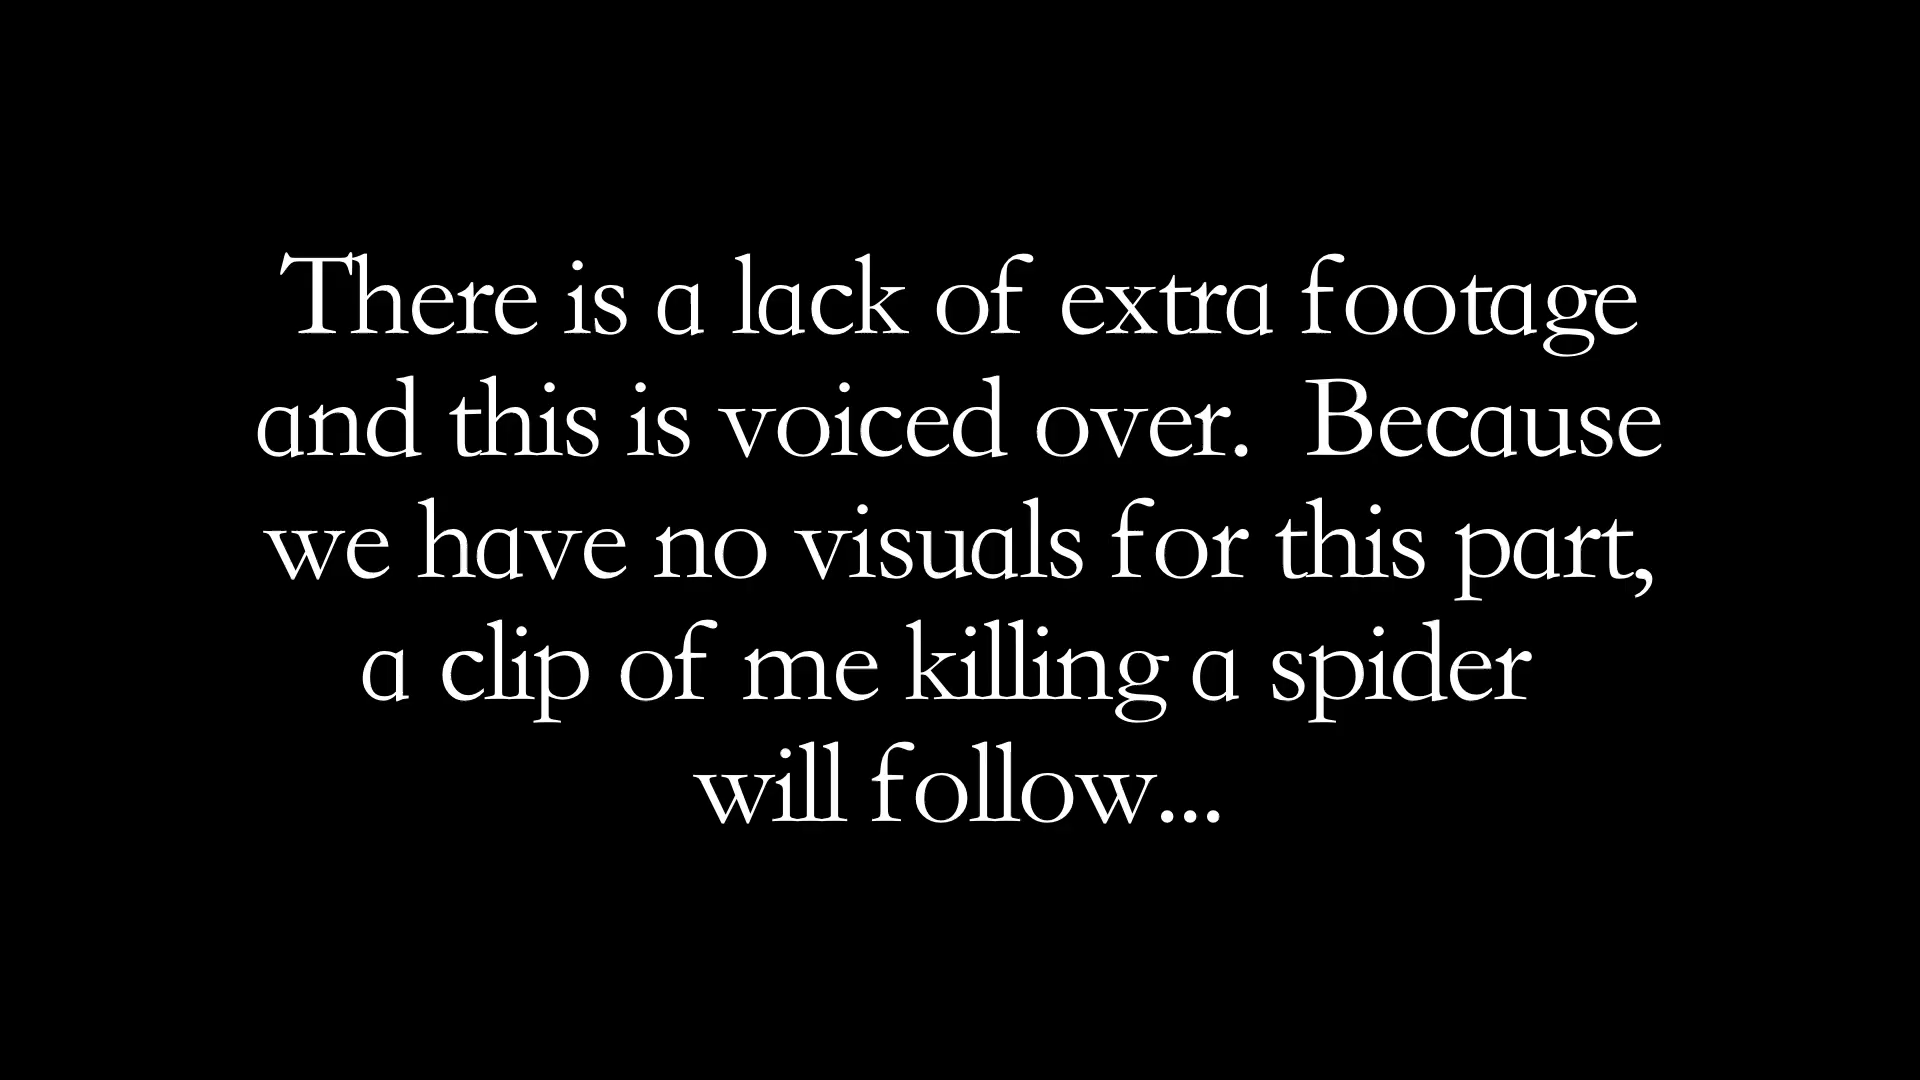 There is a lack of extra footage
and this is voiced over.  Because
we have no visuals for this part,
a clip of me killing a spider
will follow...